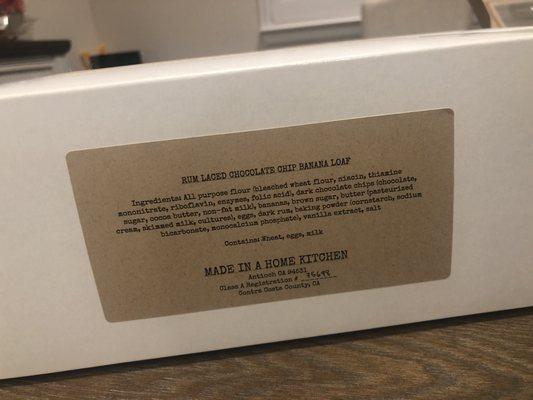 RUM LACED CHOCOLATE CHIP BANANA LOAF
Ingredients: All purpose flour (bleached wheat flour, niacin, thiamine
mononitrate, riboflavin, enzymes, folic acid), dark chocolate chips (chocolate,
sugar, cocoa butter, non-fat milk), bananas, brown sugar, butter (pasteurized
cream, skimmed milk, cultures), eggs, dark rum, baking powder (cornstarch, sodium
bicarbonate, monocalcium phosphate), vanilla extract, salt
Contains: Wheat, eggs, milk
MADE IN A HOME KITCHEN
Antioch CA 94531
Class A Registration # 76698
Contra Costa County, CA